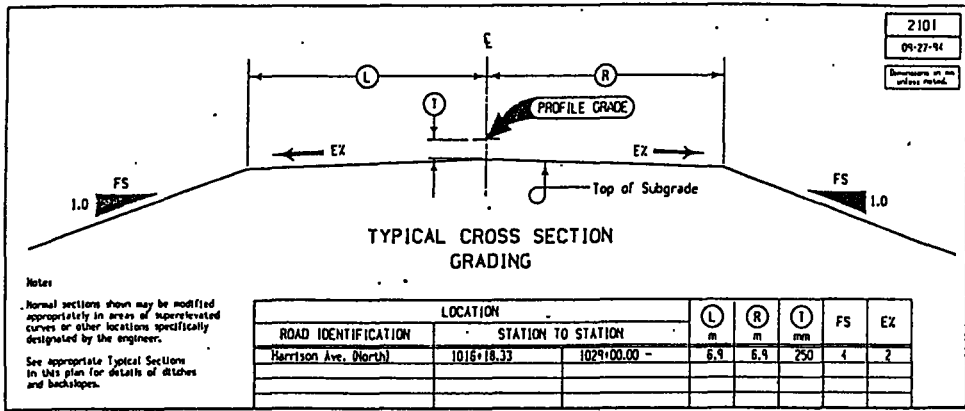 2101
09-27-94
Dimensions in mm
unless noted.
℄
L
R
T
PROFILE GRADE
E%
E%
FS
1.0
FS
1.0
Top of Subgrade
TYPICAL CROSS SECTION
GRADING
Note:
Normal sections shown may be modified
appropriately in areas of superelevated
curves or other locations specifically
designated by the engineer.
See appropriate Typical Sections
in this plan for details of ditches
and backslopes.
LOCATION
L m
R m
T mm
FS
E%
ROAD IDENTIFICATION
STATION TO STATION
Harrison Ave. (North) 1016+18.33 1029+00.00 - 6.9 6.9 250 4 2